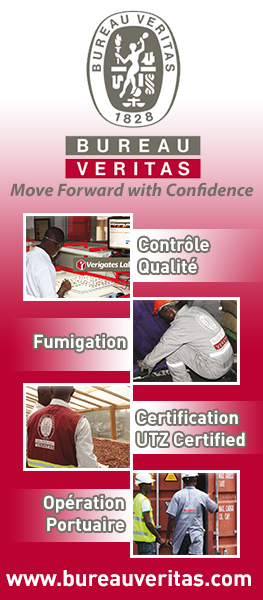 BUREAU VERITAS
1828
BUREAU
VERITAS
Move Forward with Confidence
Contrôle
Qualité
Verigates Lab
Fumigation
Certification
UTZ Certified
Opération
Portuaire
www.bureauveritas.com